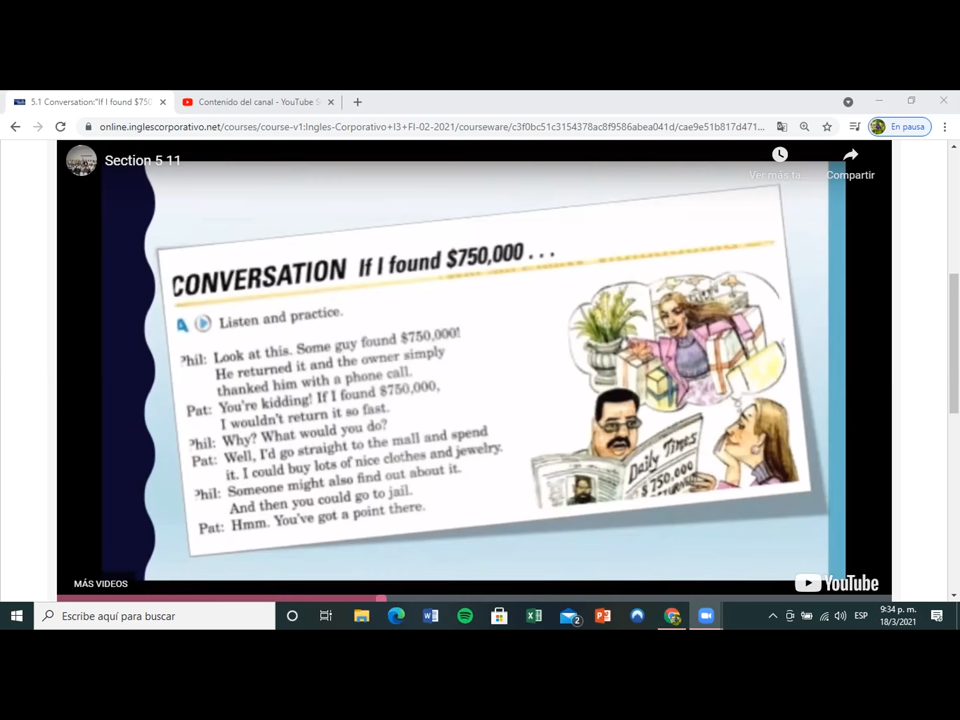 5.1 Conversation:"If I found $750
Contenido del canal - YouTube S
online.inglescorporativo.net/courses/course-v1:Ingles-Corporativo+I3+FI-02-2021/courseware/c3f0bc51c3154378ac8f9586abea041d/cae9e51b817d471...
En pausa
Section 5 11
Ver más ta...
Compartir
CONVERSATION If I found $750,000 . . .
A Listen and practice.
Phil: Look at this. Some guy found $750,000!
He returned it and the owner simply
thanked him with a phone call.
Pat: You're kidding! If I found $750,000,
I wouldn't return it so fast.
Phil: Why? What would you do?
Pat: Well, I'd go straight to the mall and spend
it. I could buy lots of nice clothes and jewelry.
Phil: Someone might also find out about it.
And then you could go to jail.
Pat: Hmm. You've got a point there.
Daily Times
$750,000
MÁS VIDEOS
YouTube
Escribe aquí para buscar
2
ESP
9:34 p. m.
18/3/2021